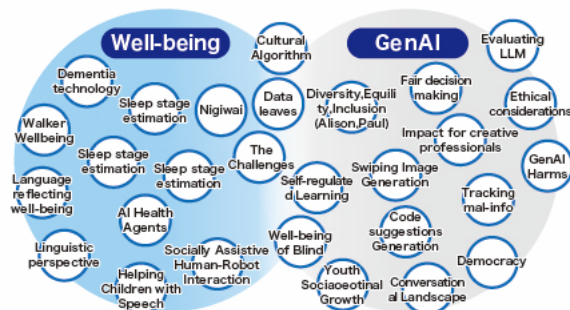 Well-being
GenAI
Cultural
Algorithm
Evaluating
LLM
Dementia
technology
Sleep stage
estimation
Nigiwai
Data
leaves
Diversity,Equili
ty,Inclusion
(Alison,Paul)
Fair decision
making
Ethical
considerations
Walker
Wellbeing
Sleep stage
estimation
Sleep stage
estimation
The
Challenges
Impact for creative
professionals
GenAI
Harms/
Language
reflecting
well-being
AI Health
Agents
Self-regulate
d Learning
Swiping Image
Generation
Tracking
mal-info
Linguistic
perspective
Helping
Children with
Speech
Socially Assistive
Human-Robot
Interaction
Well-being
of Blind
Code
suggestions
Generation
Democracy
Youth
Sociaoeotinal
Growth
Conversation
al Landscape